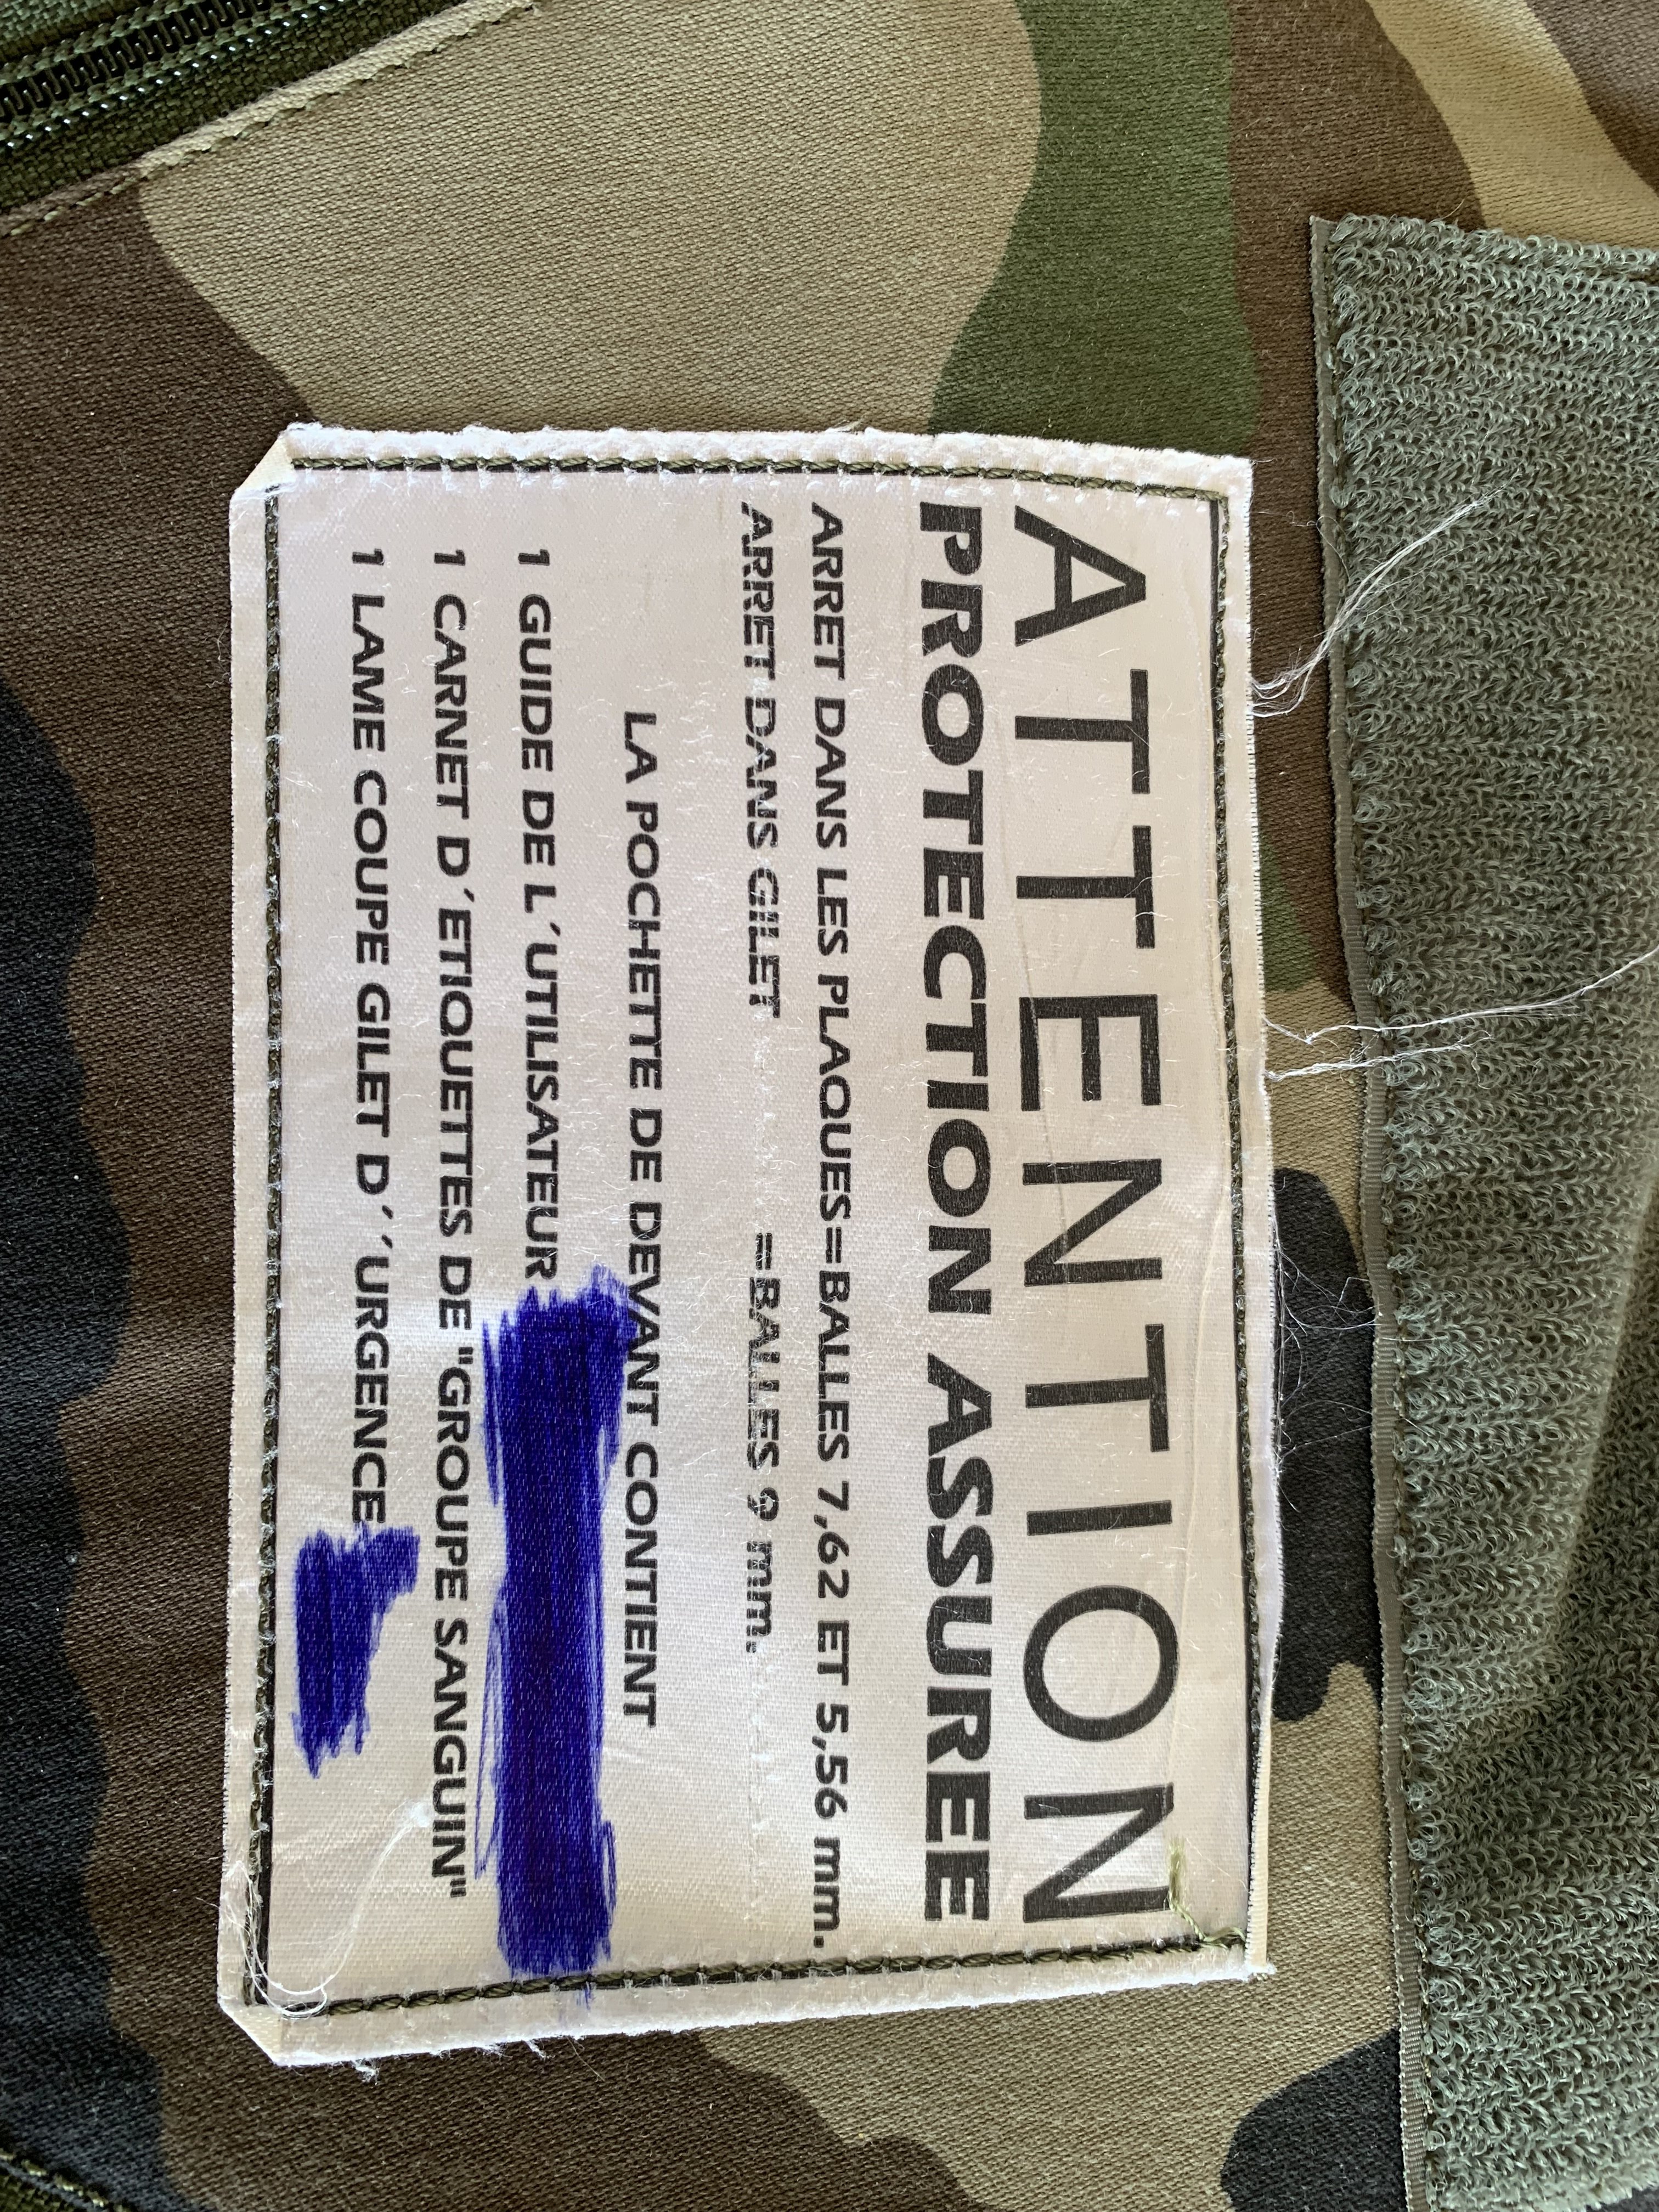 ATTENTION
PROTECTION ASSUREE
ARRET DANS LES PLAQUES=BALLES 7,62 ET 5,56 mm.
ARRET DANS GILET =BALLES 9 mm.
LA POCHETTE DE DEVANT CONTIENT
1 GUIDE DE L´UTILISATEUR
1 CARNET D´ETIQUETTES DE "GROUPE SANGUIN"
1 LAME COUPE GILET D´´URGENCE